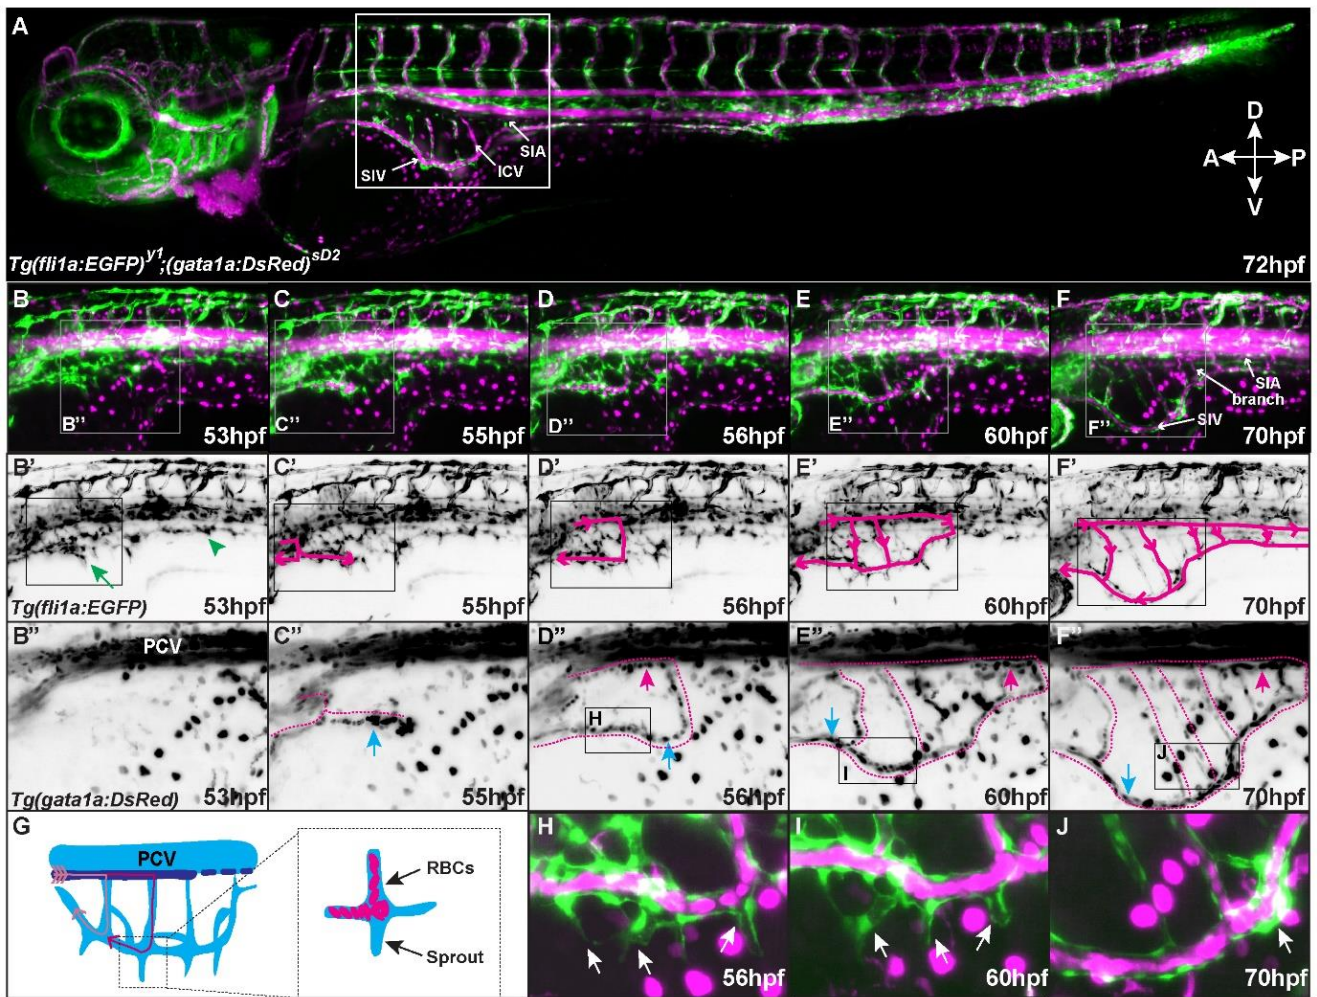 A
D
A P
V
SIV
ICV
SIA
Tg(fli1a:EGFP)y1;(gata1a:DsRed)sD2
72hpf
B C D E F
SIA
branch
SIV
B" C" D" E" F"
53hpf 55hpf 56hpf 60hpf 70hpf
B' C' D' E' F'
Tg(fli1a:EGFP)
53hpf 55hpf 56hpf 60hpf 70hpf
B" C" D" E" F"
PCV
H
I
J
Tg(gata1a:DsRed)
53hpf 55hpf 56hpf 60hpf 70hpf
G H I J
PCV
RBCs
Sprout
56hpf 60hpf 70hpf